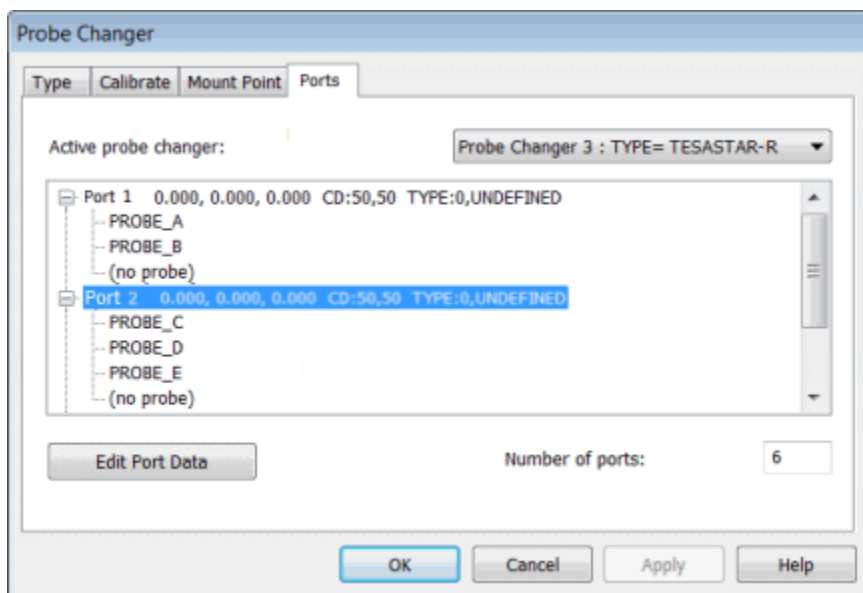 Probe Changer
Type Calibrate Mount Point Ports
Active probe changer: Probe Changer 3 : TYPE= TESASTAR-R
Port 1 0.000, 0.000, 0.000 CD:50,50 TYPE:0,UNDEFINED
PROBE_A
PROBE_B
(no probe)
Port 2 0.000, 0.000, 0.000 CD:50,50 TYPE:0,UNDEFINED
PROBE_C
PROBE_D
PROBE_E
(no probe)
Edit Port Data Number of ports: 6
OK Cancel Apply Help